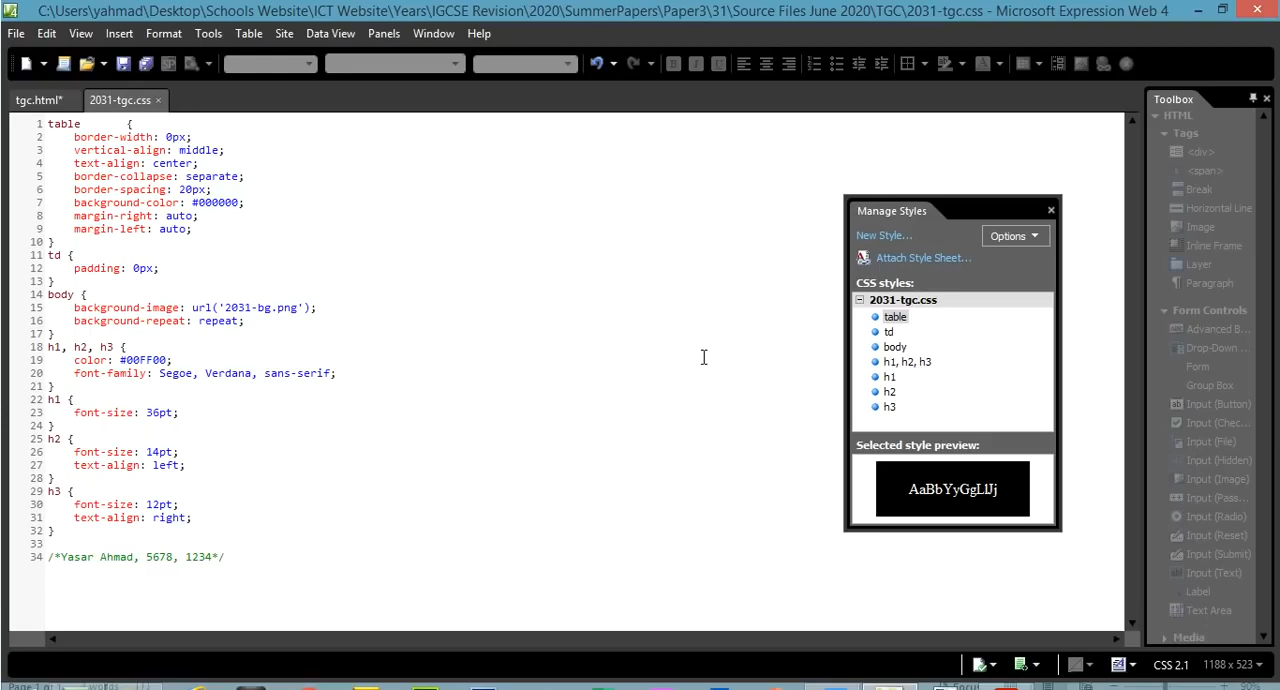 C:\Users\yahmad\Desktop\Schools Website\ICT Website\Years\IGCSE Revision\2020\SummerPapers\Paper3\31\Source Files June 2020\TGC\2031-tgc.css - Microsoft Expression Web 4
File Edit View Insert Format Tools Table Site Data View Panels Window Help
tgc.html* 2031-tgc.css
Toolbox
1 table {
2 border-width: 0px;
3 vertical-align: middle;
4 text-align: center;
5 border-collapse: separate;
6 border-spacing: 20px;
7 background-color: #000000;
8 margin-right: auto;
9 margin-left: auto;
10 }
11 td {
12 padding: 0px;
13 }
14 body {
15 background-image: url('2031-bg.png');
16 background-repeat: repeat;
17 }
18 h1, h2, h3 {
19 color: #00FF00;
20 font-family: Segoe, Verdana, sans-serif;
21 }
22 h1 {
23 font-size: 36pt;
24 }
25 h2 {
26 font-size: 14pt;
27 text-align: left;
28 }
29 h3 {
30 font-size: 12pt;
31 text-align: right;
32 }
33
34 /*Yasar Ahmad, 5678, 1234*/
Manage Styles
New Style...
Options
Attach Style Sheet...
CSS styles:
2031-tgc.css
table
td
body
h1, h2, h3
h1
h2
h3
Selected style preview:
AaBbYyGgLlJj
HTML
Tags
<div>
<span>
Break
Horizontal Line
Image
Inline Frame
Layer
Paragraph
Form Controls
Advanced B...
Drop-Down ...
Form
Group Box
Input (Button)
Input (Chec...
Input (File)
Input (Hidden)
Input (Image)
Input (Pass...
Input (Radio)
Input (Reset)
Input (Submit)
Input (Text)
Label
Text Area
Media
CSS 2.1 1188 x 523